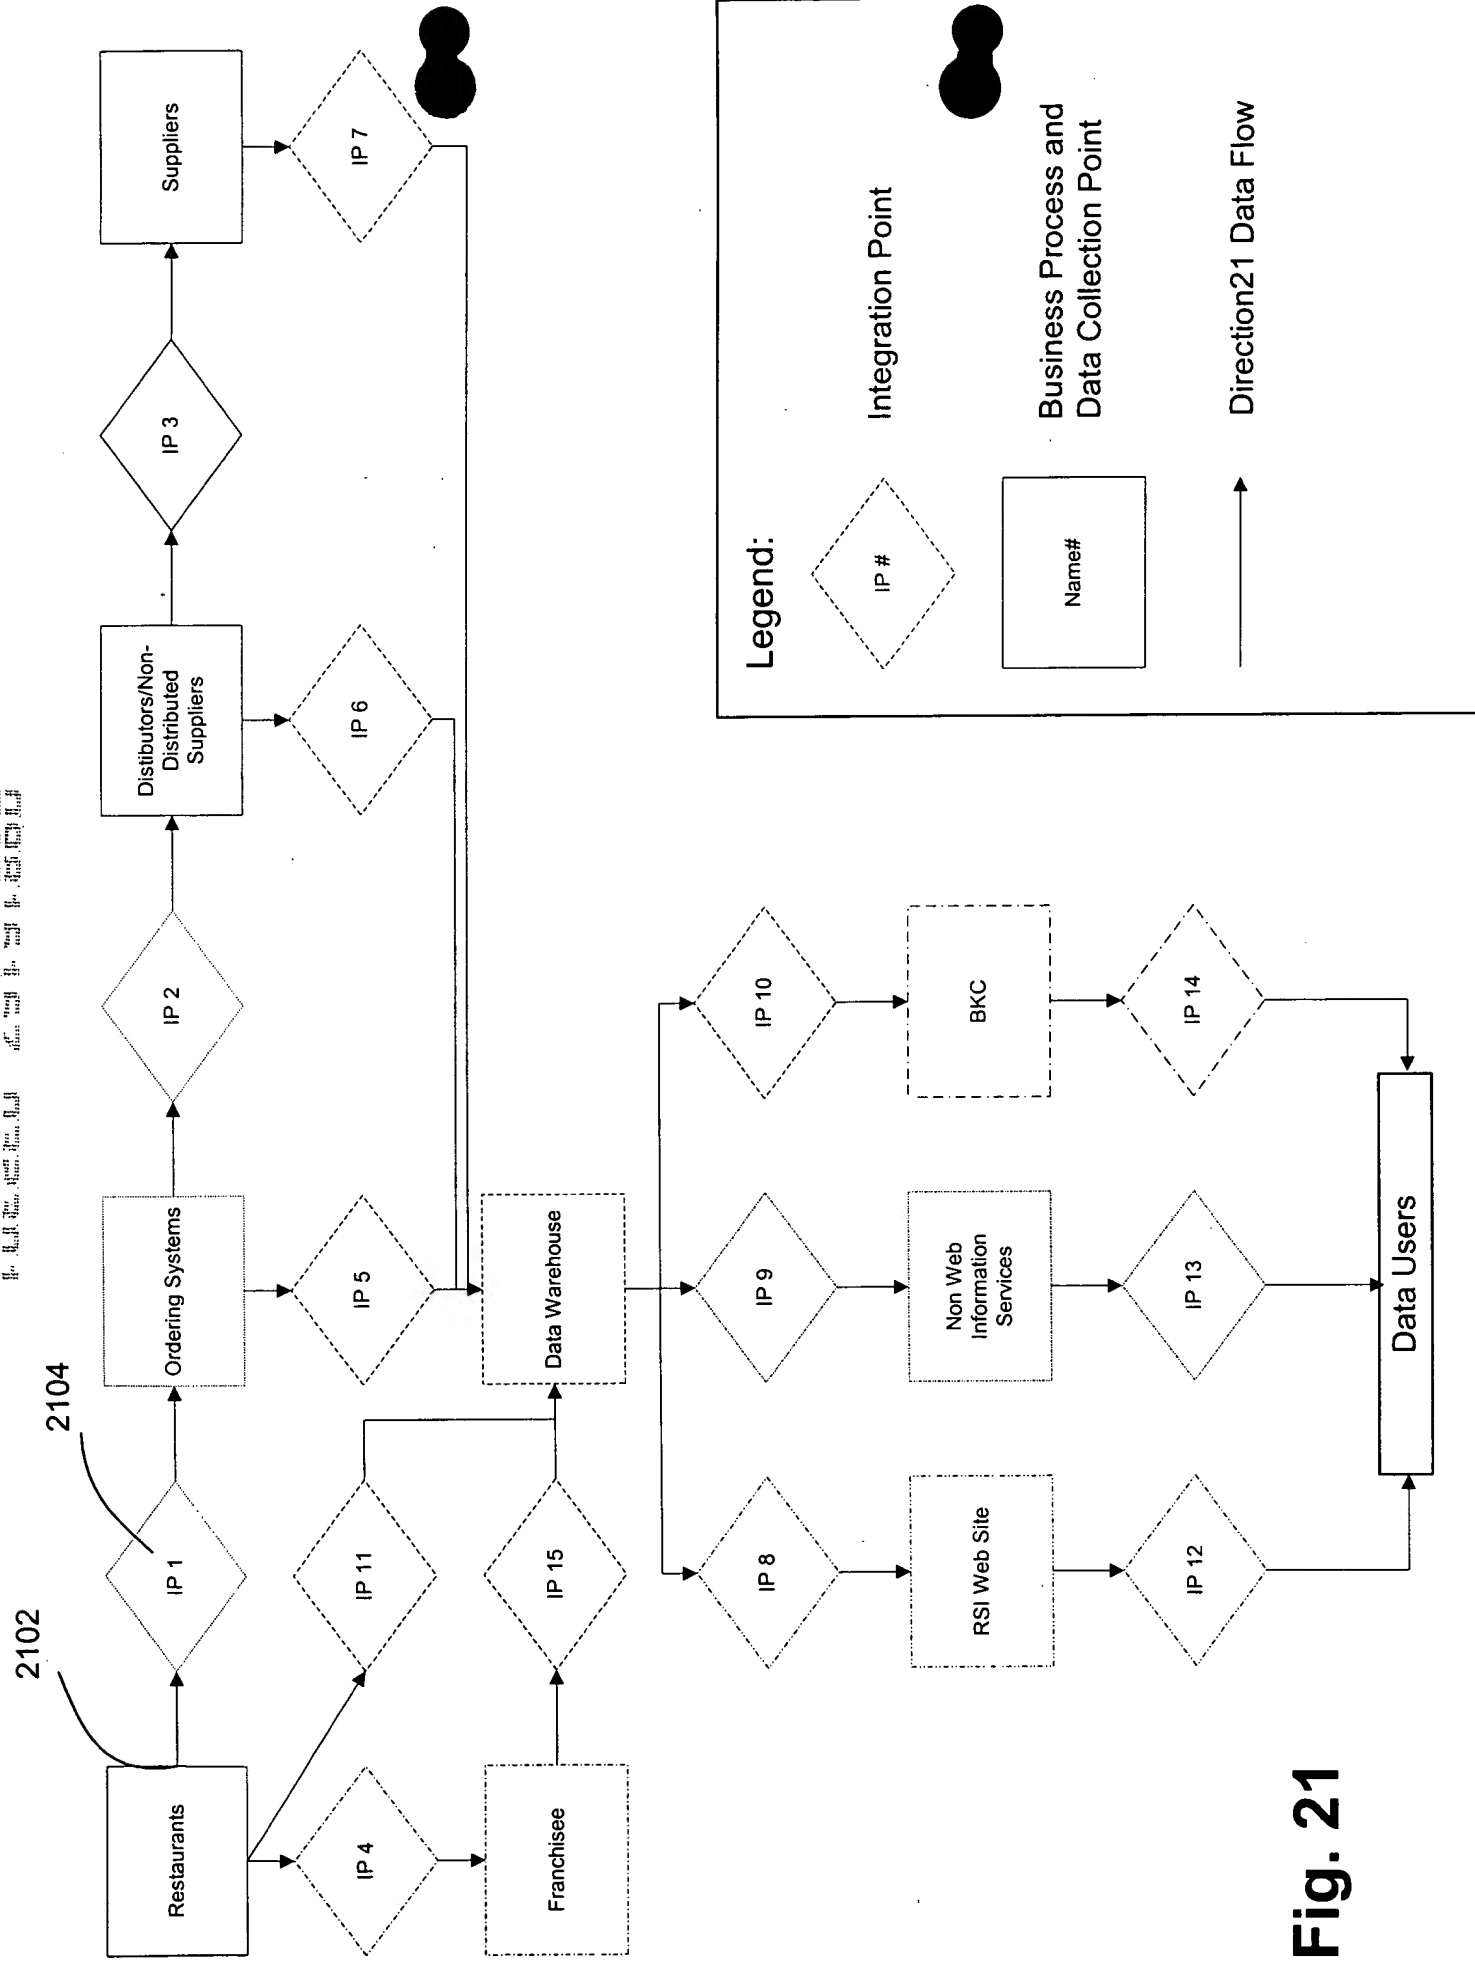 2102
2104
Restaurants
IP 1
Ordering Systems
IP 2
Distibutors/Non-
Distributed
Suppliers
IP 3
Suppliers
IP 4
IP 11
IP 5
IP 6
IP 7
Franchisee
IP 15
Data Warehouse
IP 8
IP 9
IP 10
RSI Web Site
Non Web
Information
Services
BKC
IP 12
IP 13
IP 14
Data Users
Legend:
IP #
Integration Point
Name#
Business Process and
Data Collection Point
Direction21 Data Flow
Fig. 21